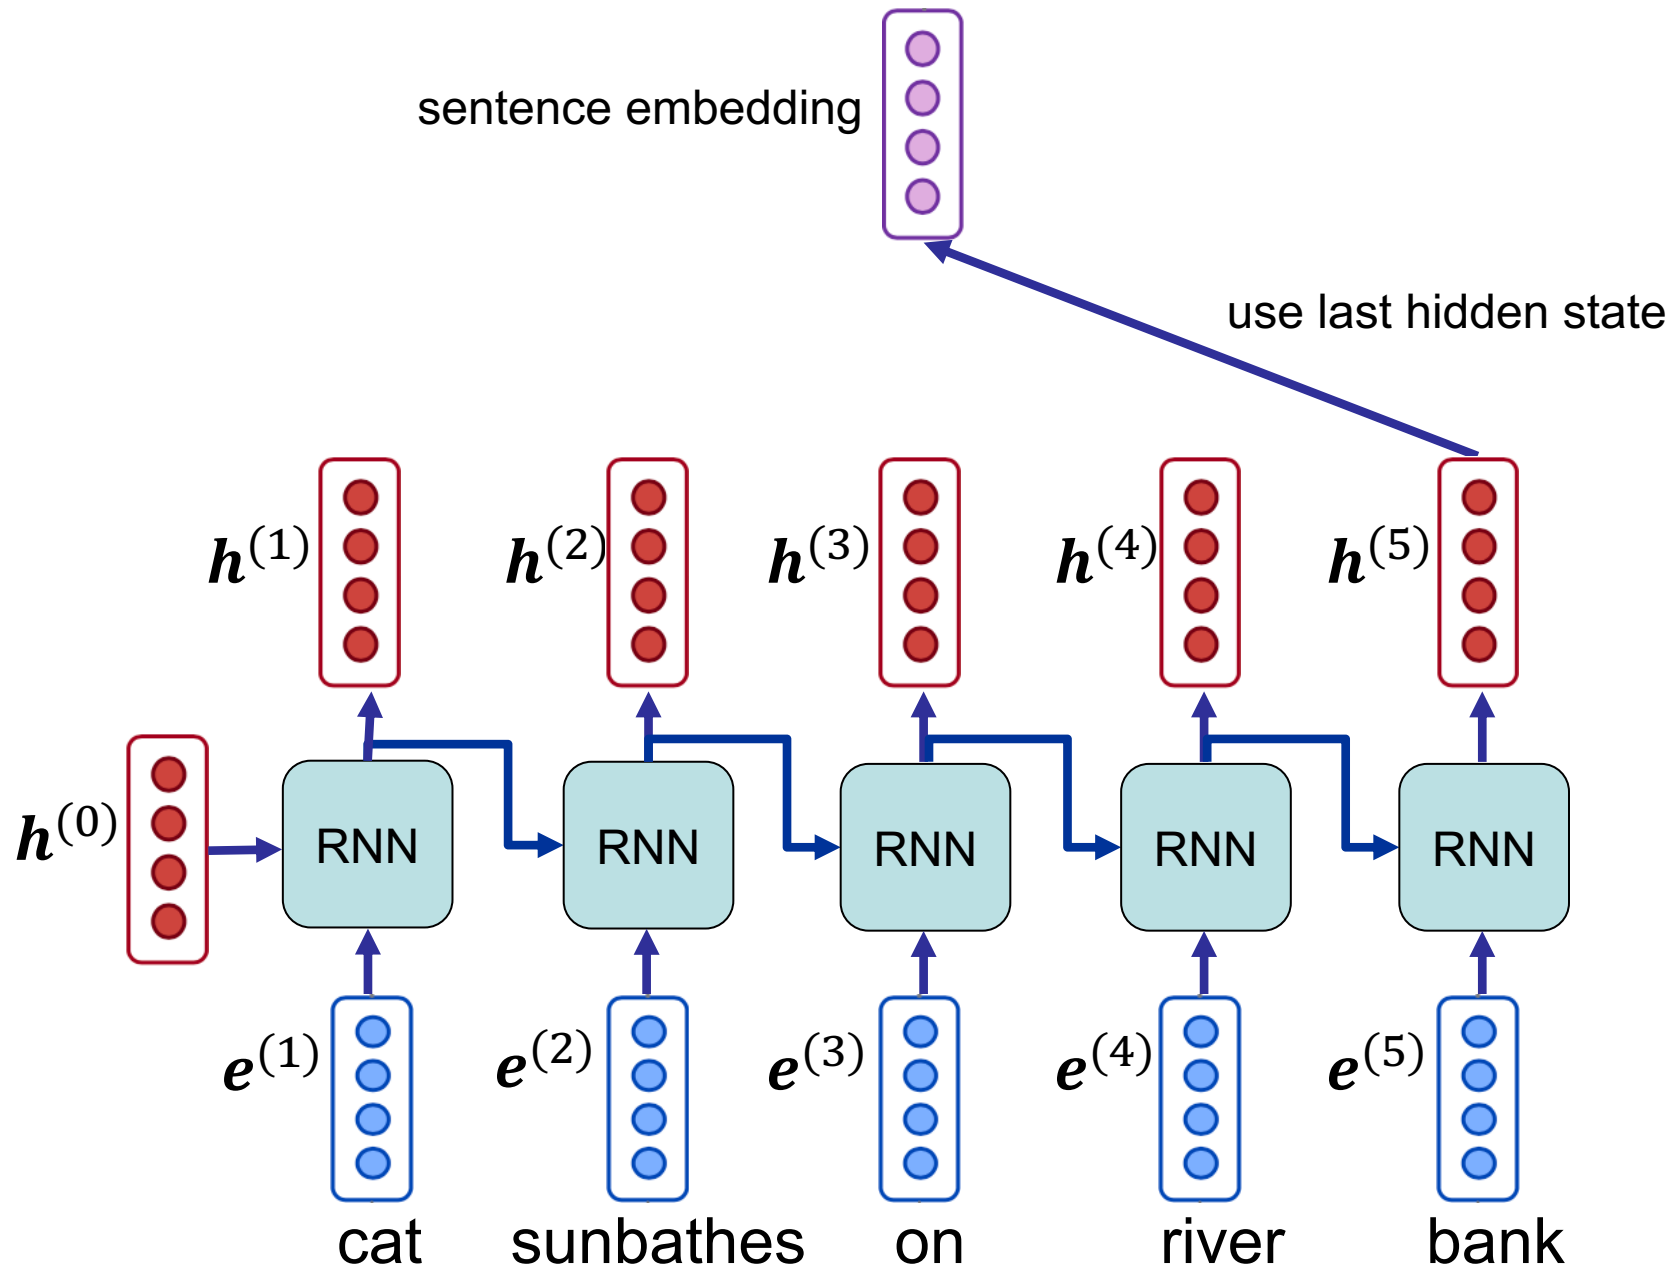 sentence embedding
use last hidden state
h^(1) h^(2) h^(3) h^(4) h^(5)
h^(0)
RNN RNN RNN RNN RNN
e^(1) e^(2) e^(3) e^(4) e^(5)
cat sunbathes on river bank